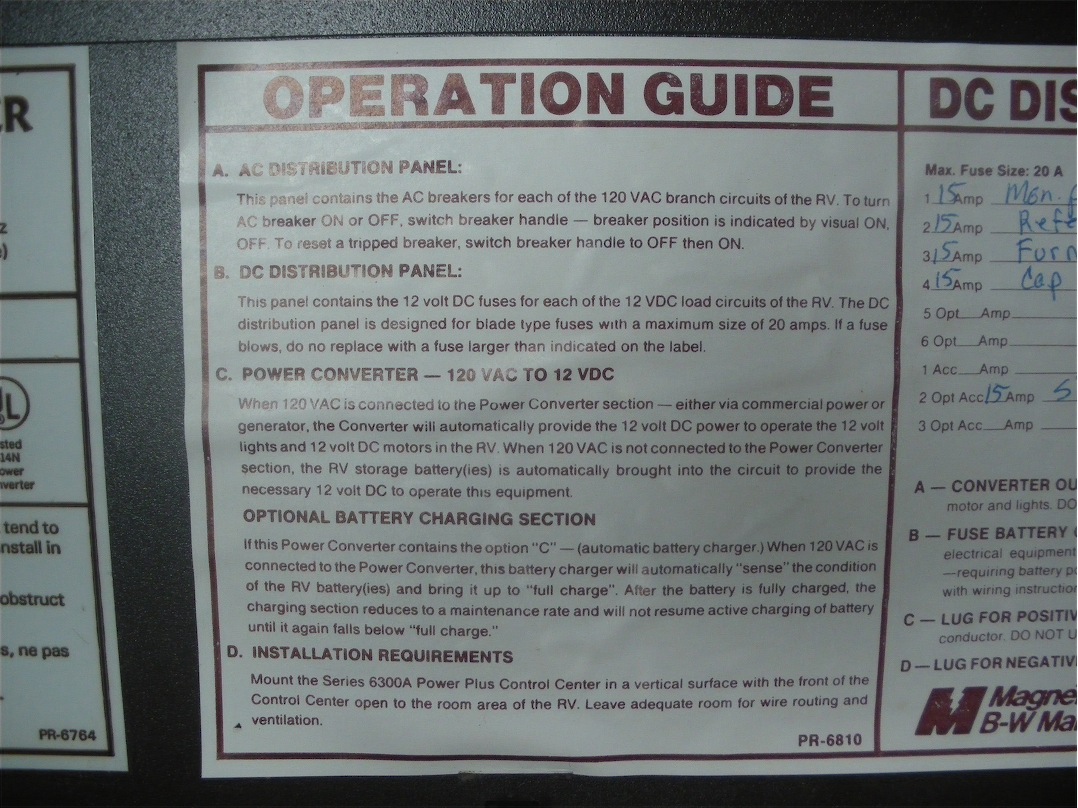 ER
z
)
UL
sted
14N
ower
nverter
tend to
nstall in
obstruct
s, ne pas
PR-6764
OPERATION GUIDE
A. AC DISTRIBUTION PANEL:
This panel contains the AC breakers for each of the 120 VAC branch circuits of the RV. To turn
AC breaker ON or OFF, switch breaker handle — breaker position is indicated by visual ON,
OFF. To reset a tripped breaker, switch breaker handle to OFF then ON.
B. DC DISTRIBUTION PANEL:
This panel contains the 12 volt DC fuses for each of the 12 VDC load circuits of the RV. The DC
distribution panel is designed for blade type fuses with a maximum size of 20 amps. If a fuse
blows, do no replace with a fuse larger than indicated on the label.
C. POWER CONVERTER — 120 VAC TO 12 VDC
When 120 VAC is connected to the Power Converter section — either via commercial power or
generator, the Converter will automatically provide the 12 volt DC power to operate the 12 volt
lights and 12 volt DC motors in the RV. When 120 VAC is not connected to the Power Converter
section, the RV storage battery(ies) is automatically brought into the circuit to provide the
necessary 12 volt DC to operate this equipment.
OPTIONAL BATTERY CHARGING SECTION
If this Power Converter contains the option "C" — (automatic battery charger.) When 120 VAC is
connected to the Power Converter, this battery charger will automatically "sense" the condition
of the RV battery(ies) and bring it up to "full charge". After the battery is fully charged, the
charging section reduces to a maintenance rate and will not resume active charging of battery
until it again falls below "full charge."
D. INSTALLATION REQUIREMENTS
Mount the Series 6300A Power Plus Control Center in a vertical surface with the front of the
Control Center open to the room area of the RV. Leave adequate room for wire routing and
ventilation.
PR-6810
DC DIS
Max. Fuse Size: 20 A
1 15 Amp Mon.
2 15 Amp Refe
3 15 Amp Furn
4 15 Amp Cap
5 Opt Amp
6 Opt Amp
1 Acc Amp
2 Opt Acc 15 Amp S
3 Opt Acc Amp
A — CONVERTER OU
motor and lights. DO
B — FUSE BATTERY
electrical equipment
—requiring battery po
with wiring instruction
C — LUG FOR POSITIV
conductor. DO NOT U
D — LUG FOR NEGATIV
M Magne
B-W Ma